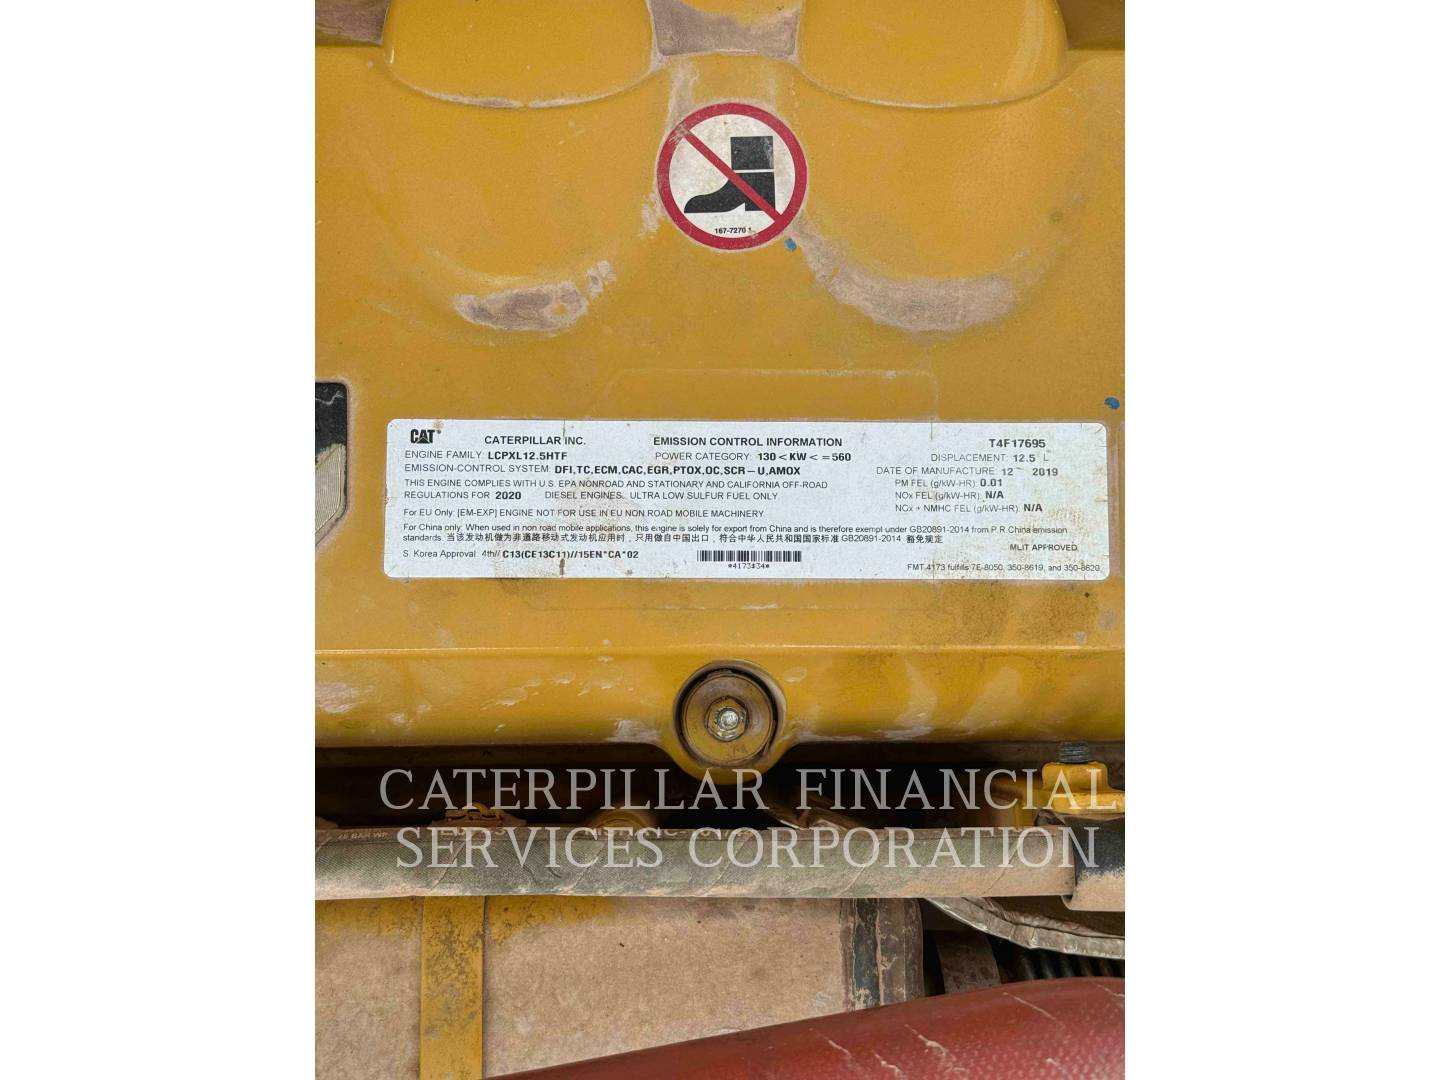 167-7270 1
CAT CATERPILLAR INC. EMISSION CONTROL INFORMATION T4F17695
ENGINE FAMILY: LCPXL12.5HTF POWER CATEGORY: 130<KW<=560 DISPLACEMENT: 12.5 L
EMISSION-CONTROL SYSTEM: DFI,TC,ECM,CAC,EGR,PTOX,OC,SCR-U,AMOX DATE OF MANUFACTURE: 12 2019
THIS ENGINE COMPLIES WITH U.S. EPA NONROAD AND STATIONARY AND CALIFORNIA OFF-ROAD PM FEL (g/kW-HR): 0.01
REGULATIONS FOR 2020 DIESEL ENGINES. ULTRA LOW SULFUR FUEL ONLY NOx FEL (g/kW-HR): N/A
For EU Only: [EM-EXP] ENGINE NOT FOR USE IN EU NON ROAD MOBILE MACHINERY. NOx + NMHC FEL (g/kW-HR): N/A
For China only: When used in non road mobile applications, this engine is solely for export from China and is therefore exempt under GB20891-2014 from P.R.China emission
standards. 当该发动机做为非道路移动式发动机应用时，只用做自中国出口，符合中华人民共和国国家标准 GB20891-2014 豁免规定
MLIT APPROVED
S. Korea Approval: 4th// C13(CE13C11)//15EN*CA*02
*4173#34*
FMT 4173 fulfills 7E-8050, 350-8619, and 350-8620
CATERPILLAR FINANCIAL
SERVICES CORPORATION